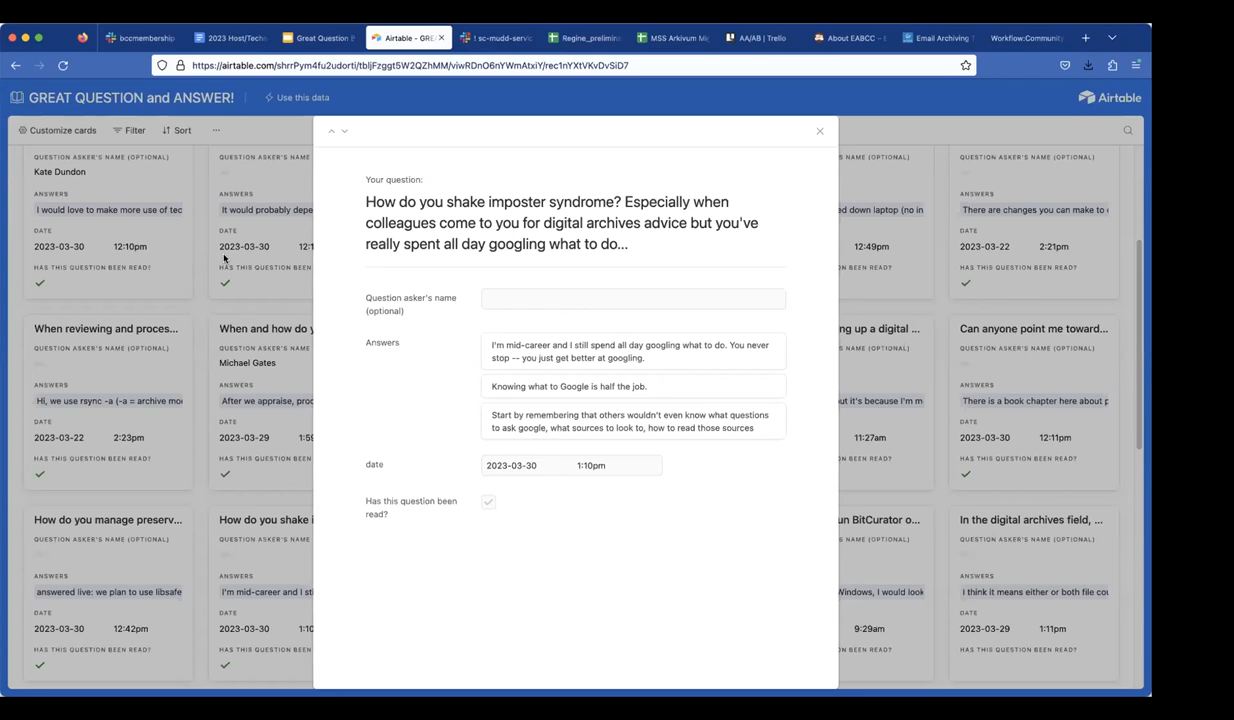 bccmembership
2023 Host/Tech
Great Question B
Airtable - GRE
! sc-mudd-servic
Regine_prelimin
MSS Arkivum Mi
AA/AB | Trello
About EABCC –
Email Archiving
Workflow:Communit
https://airtable.com/shrrPym4fu2udorti/tbljFzggt5W2QZhMM/viwRDnO6nYWmAtxiY/rec1nYXtVKvDvSiD7
GREAT QUESTION and ANSWER!
Use this data
Airtable
Customize cards
Filter
Sort
QUESTION ASKER'S NAME (OPTIONAL)
Kate Dundon
ANSWERS
I would love to make more use of tec
DATE
2023-03-30 12:10pm
HAS THIS QUESTION BEEN READ?
QUESTION ASKER'S NAME (OPTIONAL)
ANSWERS
It would probably depe
DATE
2023-03-30 12:1
HAS THIS QUESTION BEEN
Your question:
How do you shake imposter syndrome? Especially when
colleagues come to you for digital archives advice but you've
really spent all day googling what to do...
Question asker's name
(optional)
Answers
I'm mid-career and I still spend all day googling what to do. You never
stop -- you just get better at googling.
Knowing what to Google is half the job.
Start by remembering that others wouldn't even know what questions
to ask google, what sources to look to, how to read those sources
date
2023-03-30 1:10pm
Has this question been
read?
NAME (OPTIONAL)
ed down laptop (no in
12:49pm
BEEN READ?
QUESTION ASKER'S NAME (OPTIONAL)
ANSWERS
There are changes you can make to
DATE
2023-03-22 2:21pm
HAS THIS QUESTION BEEN READ?
When reviewing and proces...
QUESTION ASKER'S NAME (OPTIONAL)
ANSWERS
Hi, we use rsync -a (-a = archive mod
DATE
2023-03-22 2:23pm
HAS THIS QUESTION BEEN READ?
When and how do y
QUESTION ASKER'S NAME
Michael Gates
ANSWERS
After we appraise, proc
DATE
2023-03-29 1:59
HAS THIS QUESTION BEEN
ng up a digital ...
NAME (OPTIONAL)
but it's because I'm m
11:27am
BEEN READ?
Can anyone point me toward...
QUESTION ASKER'S NAME (OPTIONAL)
ANSWERS
There is a book chapter here about p
DATE
2023-03-30 12:11pm
HAS THIS QUESTION BEEN READ?
How do you manage preserv...
QUESTION ASKER'S NAME (OPTIONAL)
ANSWERS
answered live: we plan to use libsafe
DATE
2023-03-30 12:42pm
HAS THIS QUESTION BEEN READ?
How do you shake i
QUESTION ASKER'S NAME
ANSWERS
I'm mid-career and I sti
DATE
2023-03-30 1:10
HAS THIS QUESTION BEEN
un BitCurator o...
NAME (OPTIONAL)
Windows, I would look
9:29am
BEEN READ?
In the digital archives field, ...
QUESTION ASKER'S NAME (OPTIONAL)
ANSWERS
I think it means either or both file cou
DATE
2023-03-29 1:11pm
HAS THIS QUESTION BEEN READ?